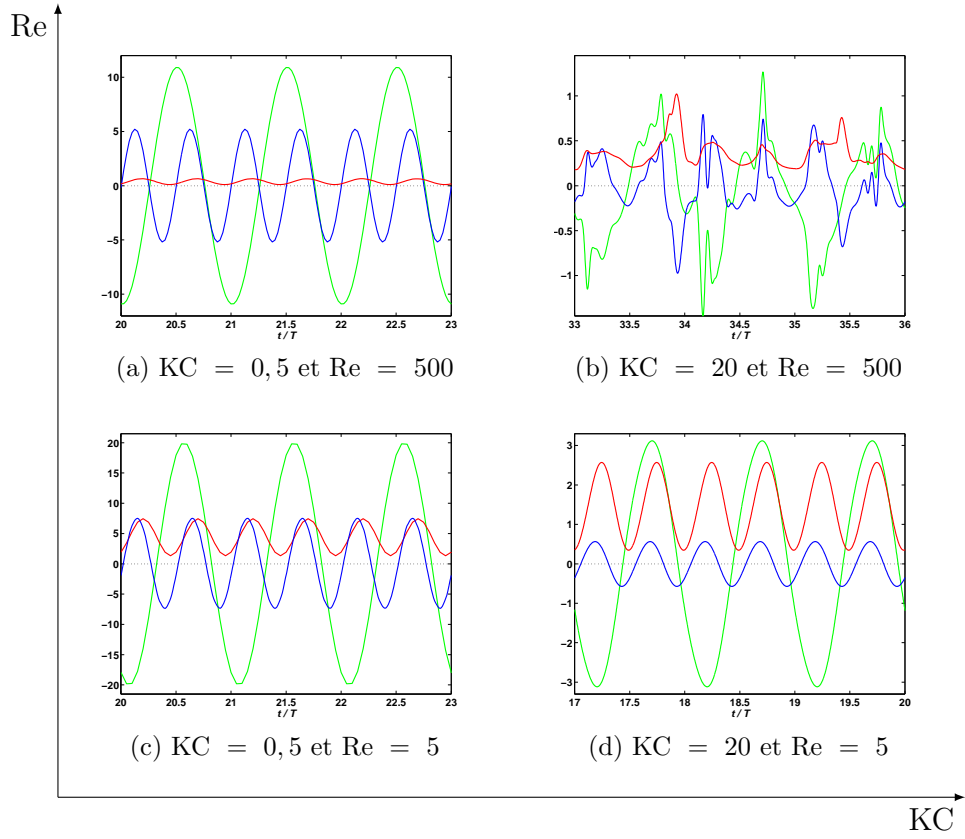 Re
10
5
0
−5
−10
20 20.5 21 21.5 22 22.5 23
t / T
(a) KC = 0,5 et Re = 500
1
0.5
0
−0.5
−1
33 33.5 34 34.5 35 35.5 36
t / T
(b) KC = 20 et Re = 500
20
15
10
5
0
−5
−10
−15
−20
20 20.5 21 21.5 22 22.5 23
t / T
(c) KC = 0,5 et Re = 5
3
2
1
0
−1
−2
−3
17 17.5 18 18.5 19 19.5 20
t / T
(d) KC = 20 et Re = 5
KC